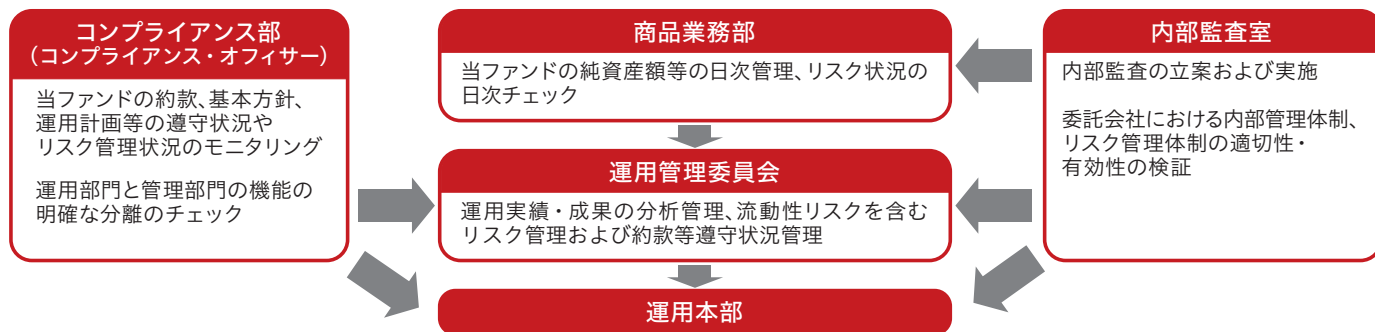 コンプライアンス部
（コンプライアンス・オフィサー）
当ファンドの約款、基本方針、
運用計画等の遵守状況や
リスク管理状況のモニタリング
運用部門と管理部門の機能の
明確な分離のチェック
商品業務部
当ファンドの純資産額等の日次管理、リスク状況の
日次チェック
運用管理委員会
運用実績・成果の分析管理、流動性リスクを含む
リスク管理および約款等遵守状況管理
運用本部
内部監査室
内部監査の立案および実施
委託会社における内部管理体制、
リスク管理体制の適切性・
有効性の検証